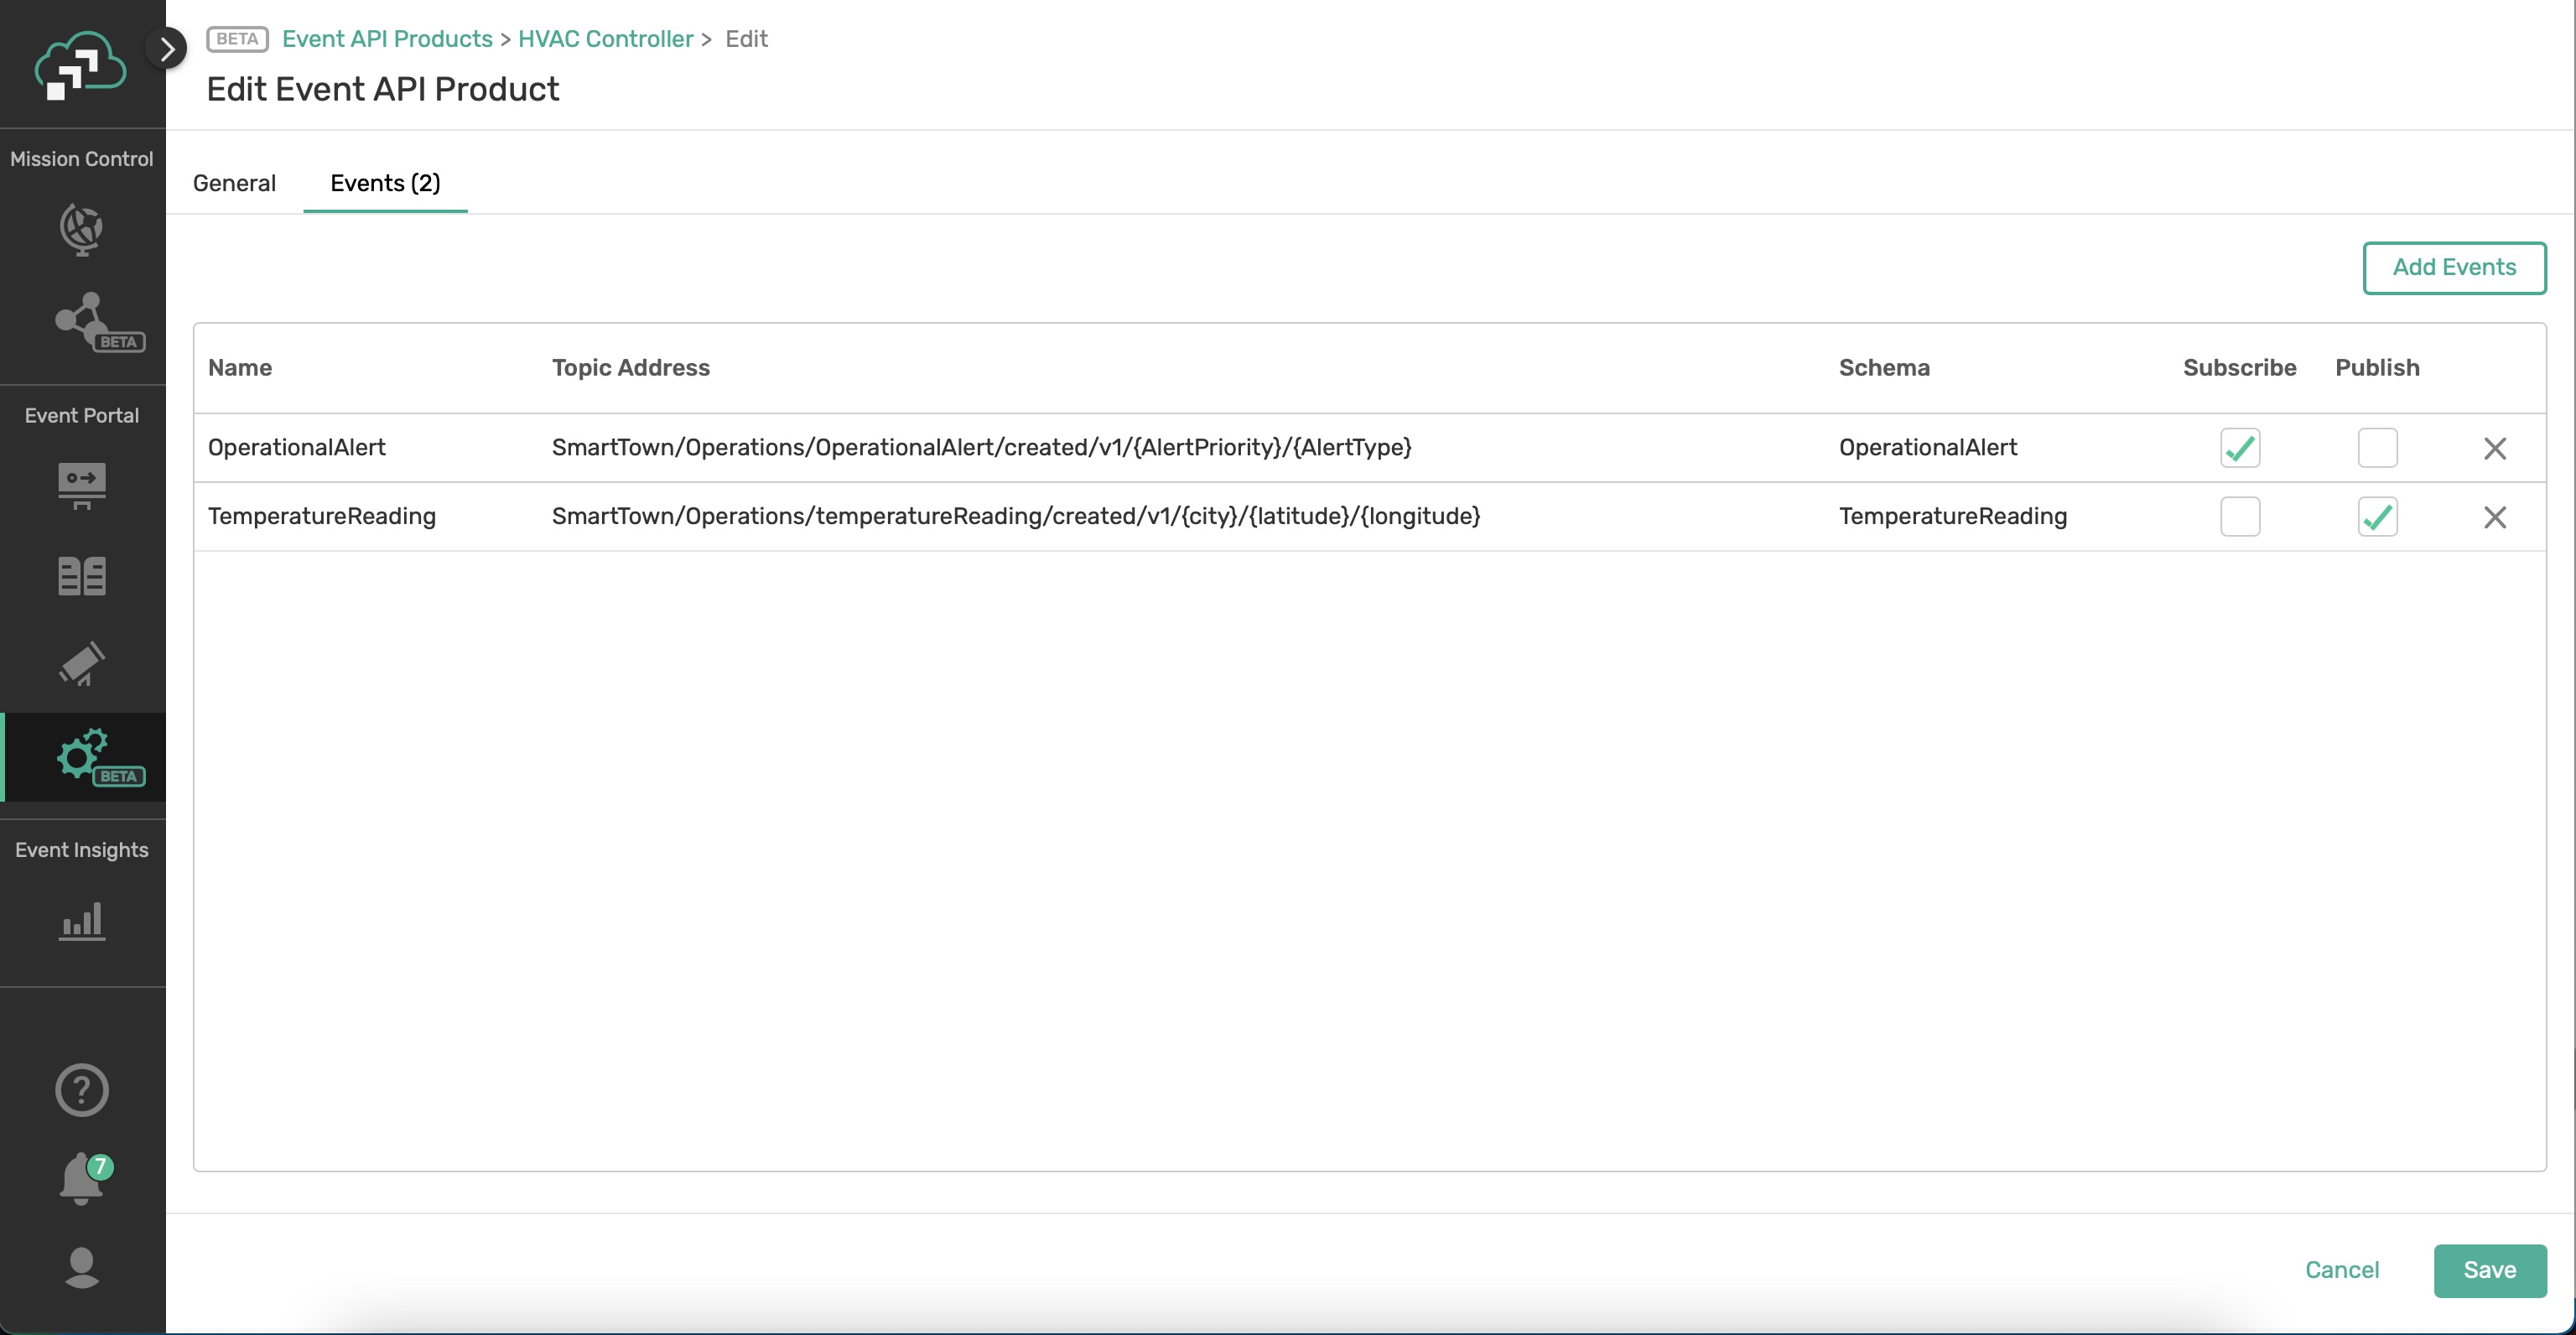 BETA Event API Products > HVAC Controller > Edit
Edit Event API Product
Mission Control
BETA
Event Portal
BETA
Event Insights
7
General Events (2)
Add Events
Name Topic Address Schema Subscribe Publish
OperationalAlert SmartTown/Operations/OperationalAlert/created/v1/{AlertPriority}/{AlertType} OperationalAlert
TemperatureReading SmartTown/Operations/temperatureReading/created/v1/{city}/{latitude}/{longitude} TemperatureReading
Cancel Save